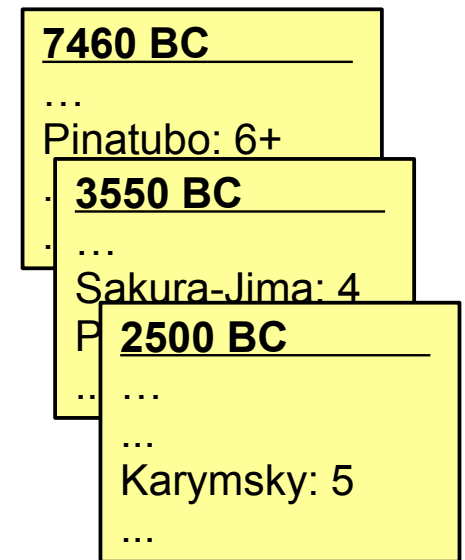 7460 BC
…
Pinatubo: 6+
3550 BC
…
Sakura-Jima: 4
P
..
2500 BC
…
...
Karymsky: 5
...